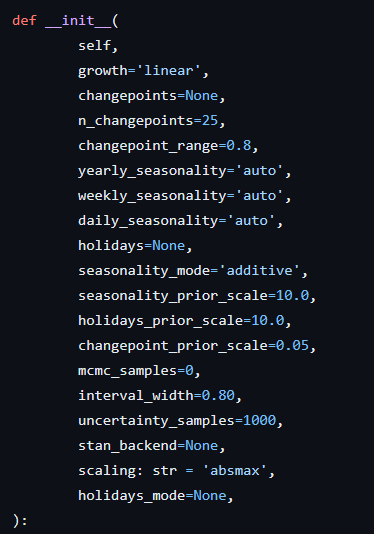 def __init__(
        self,
        growth='linear',
        changepoints=None,
        n_changepoints=25,
        changepoint_range=0.8,
        yearly_seasonality='auto',
        weekly_seasonality='auto',
        daily_seasonality='auto',
        holidays=None,
        seasonality_mode='additive',
        seasonality_prior_scale=10.0,
        holidays_prior_scale=10.0,
        changepoint_prior_scale=0.05,
        mcmc_samples=0,
        interval_width=0.80,
        uncertainty_samples=1000,
        stan_backend=None,
        scaling: str = 'absmax',
        holidays_mode=None,
):